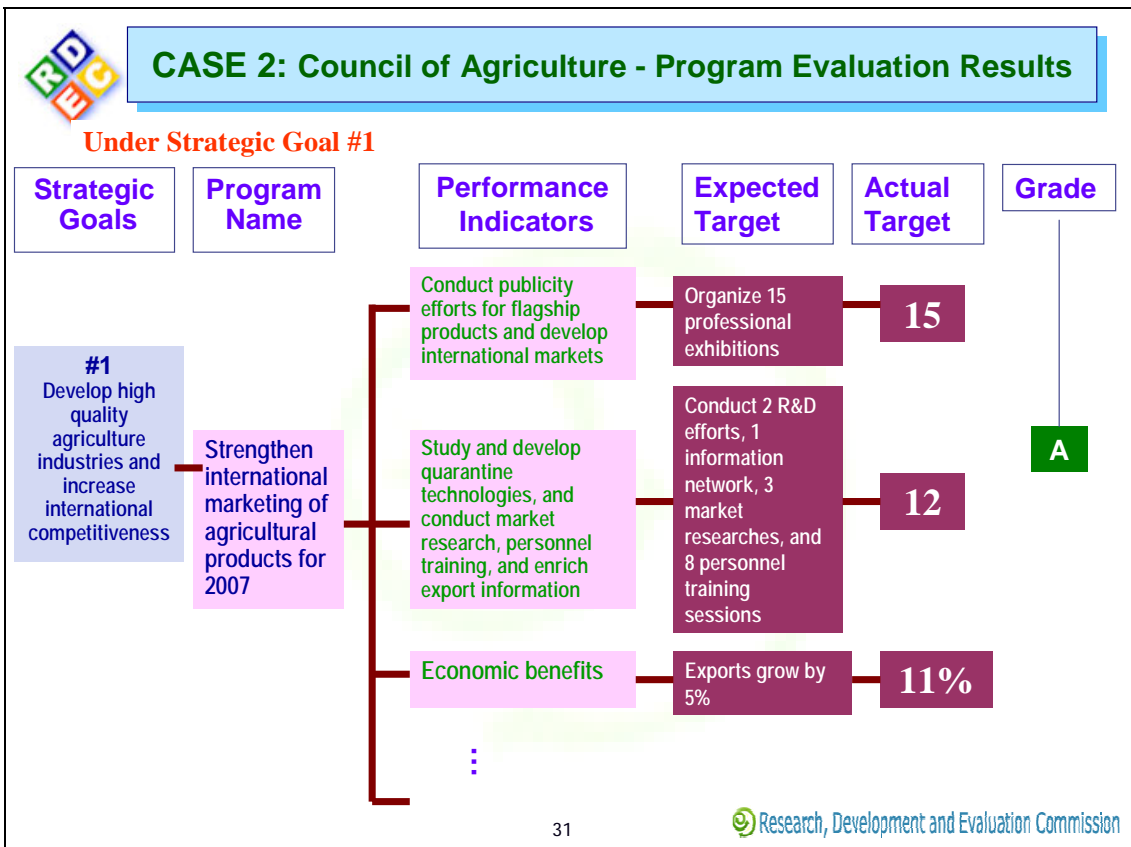 R D E C
CASE 2: Council of Agriculture - Program Evaluation Results
Under Strategic Goal #1
Strategic
Goals
Program
Name
Performance
Indicators
Expected
Target
Actual
Target
Grade
#1
Develop high
quality
agriculture
industries and
increase
international
competitiveness
Strengthen
international
marketing of
agricultural
products for
2007
Conduct publicity
efforts for flagship
products and develop
international markets
Organize 15
professional
exhibitions
15
Study and develop
quarantine
technologies, and
conduct market
research, personnel
training, and enrich
export information
Conduct 2 R&D
efforts, 1
information
network, 3
market
researches, and
8 personnel
training
sessions
12
A
Economic benefits
Exports grow by
5%
11%
...
31
Research, Development and Evaluation Commission